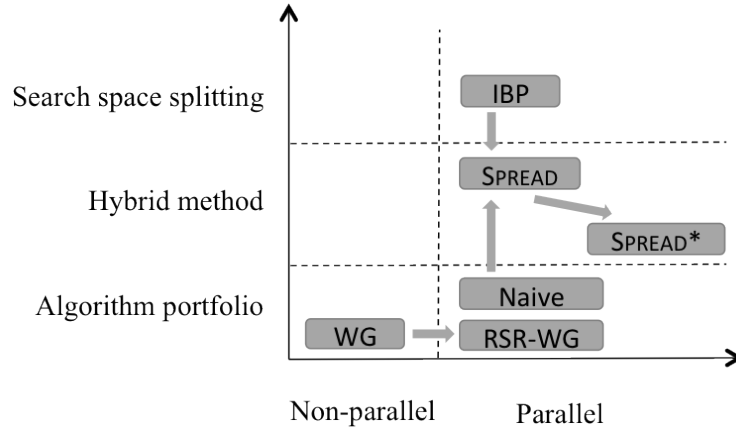 Search space splitting
IBP
Hybrid method
SPREAD
SPREAD*
Algorithm portfolio
Naive
WG
RSR-WG
Non-parallel
Parallel